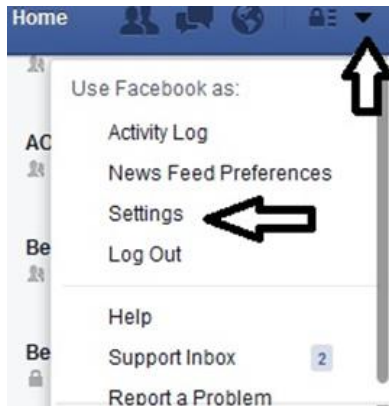 Home
Use Facebook as:
AC
Activity Log
News Feed Preferences
Settings
Be
Log Out
Help
Be
Support Inbox 2
Report a Problem